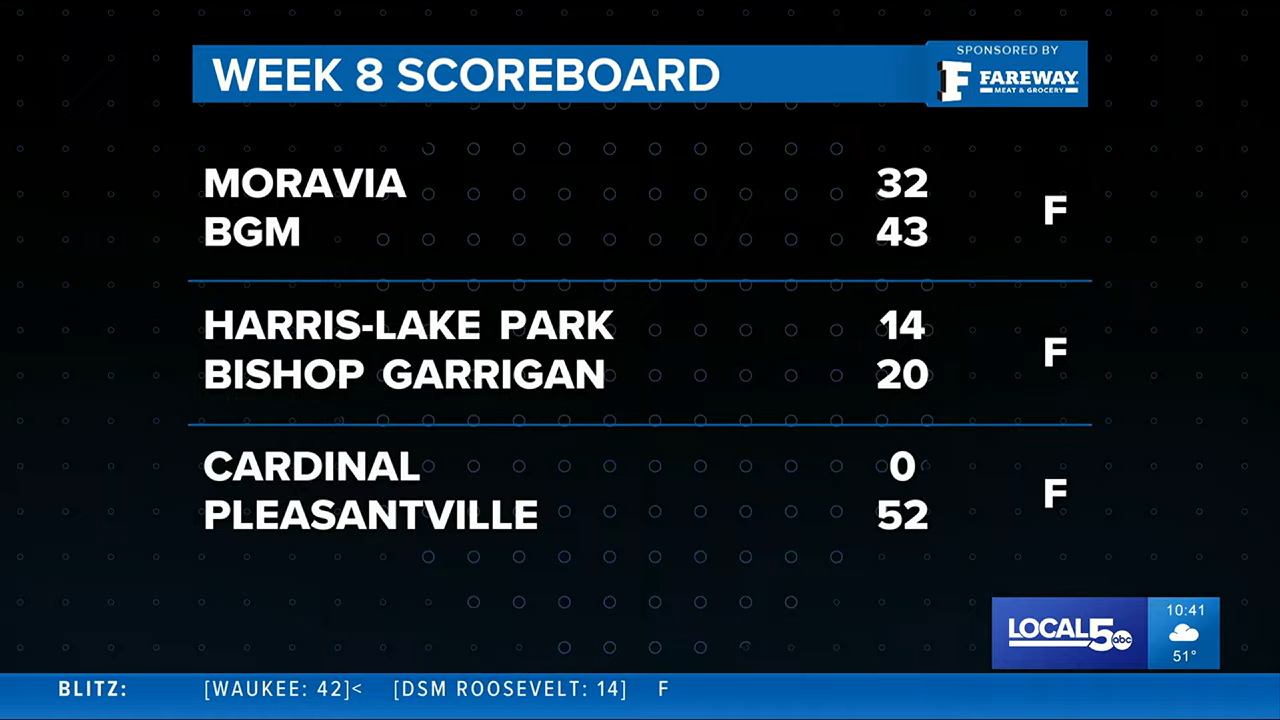 WEEK 8 SCOREBOARD
SPONSORED BY
FAREWAY
MEAT & GROCERY
MORAVIA 32
BGM 43
F
HARRIS-LAKE PARK 14
BISHOP GARRIGAN 20
F
CARDINAL 0
PLEASANTVILLE 52
F
LOCAL 5 abc
10:41
51°
BLITZ: [WAUKEE: 42]< [DSM ROOSEVELT: 14] F